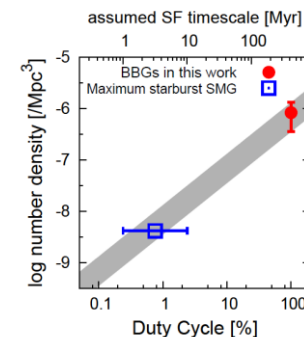 assumed SF timescale [Myr]
1 10 100
log number density [/Mpc³]
-5
BBGs in this work
Maximum starburst SMG
-6
-7
-8
-9
0.1 1 10 100
Duty Cycle [%]